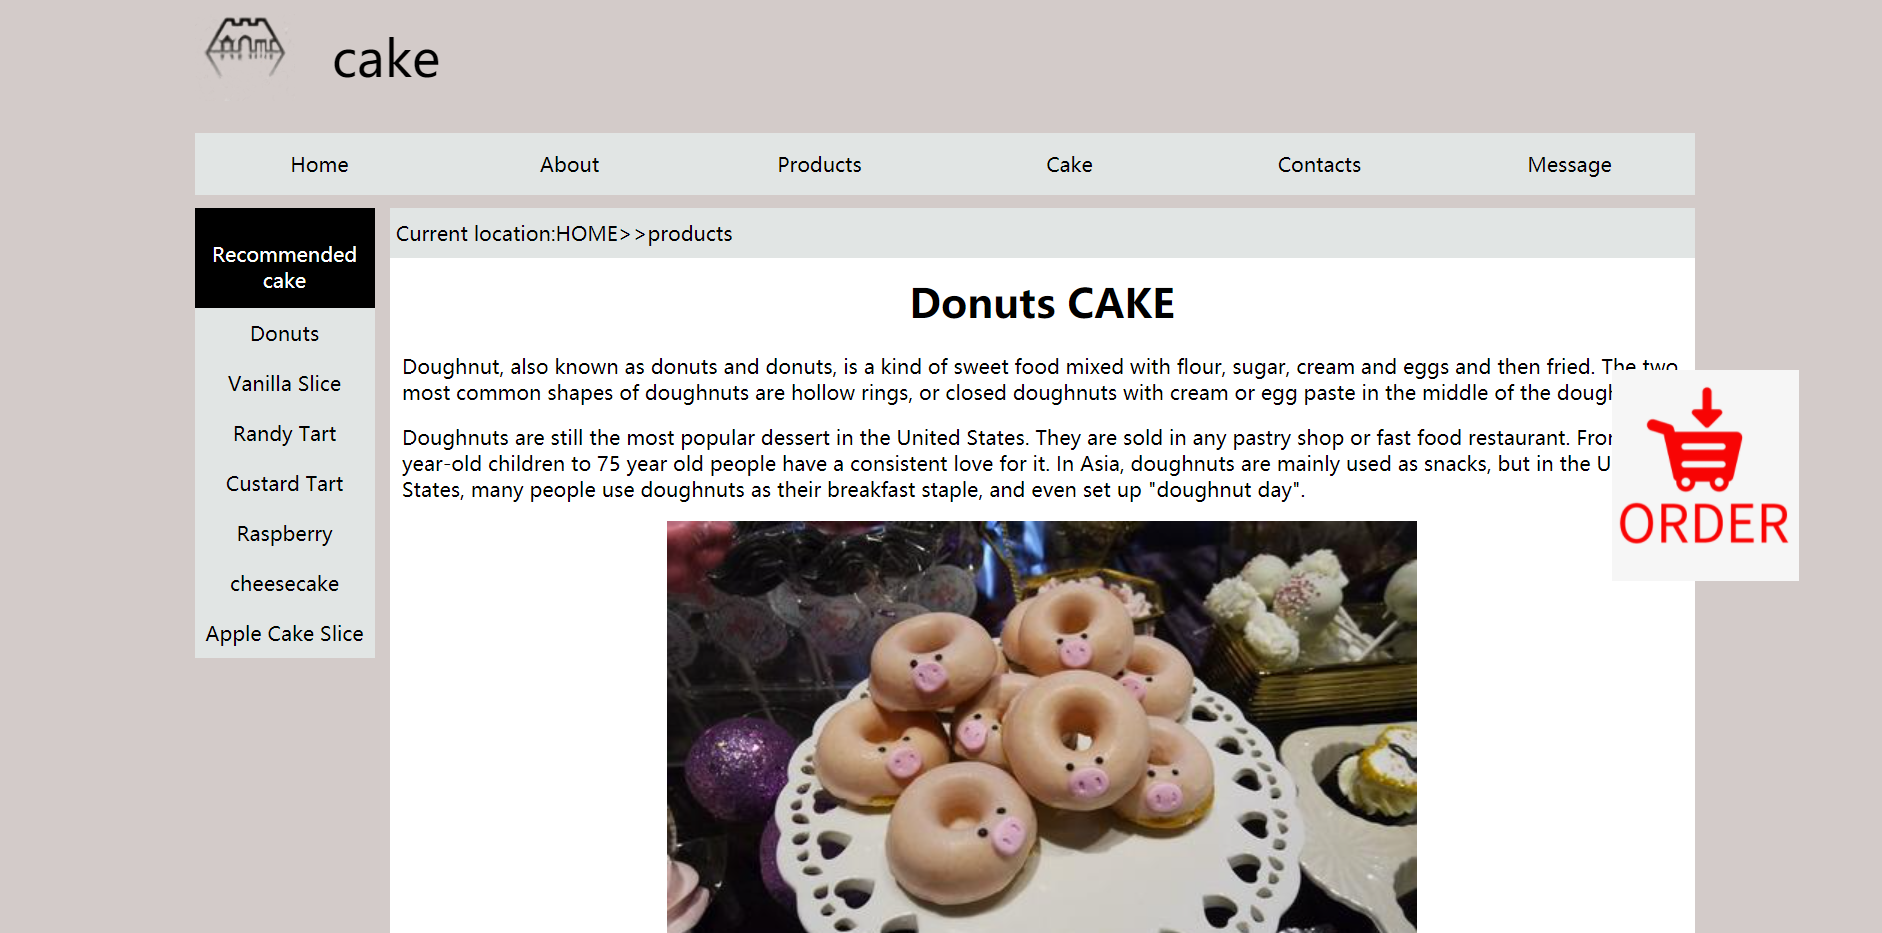 cake
Home About Products Cake Contacts Message
Recommended
cake
Donuts
Vanilla Slice
Randy Tart
Custard Tart
Raspberry
cheesecake
Apple Cake Slice
Current location:HOME>>products
Donuts CAKE
Doughnut, also known as donuts and donuts, is a kind of sweet food mixed with flour, sugar, cream and eggs and then fried. The two
most common shapes of doughnuts are hollow rings, or closed doughnuts with cream or egg paste in the middle of the
Doughnuts are still the most popular dessert in the United States. They are sold in any pastry shop or fast food restaurant.
year-old children to 75 year old people have a consistent love for it. In Asia, doughnuts are mainly used as snacks, but in the
States, many people use doughnuts as their breakfast staple, and even set up "doughnut day".
ORDER